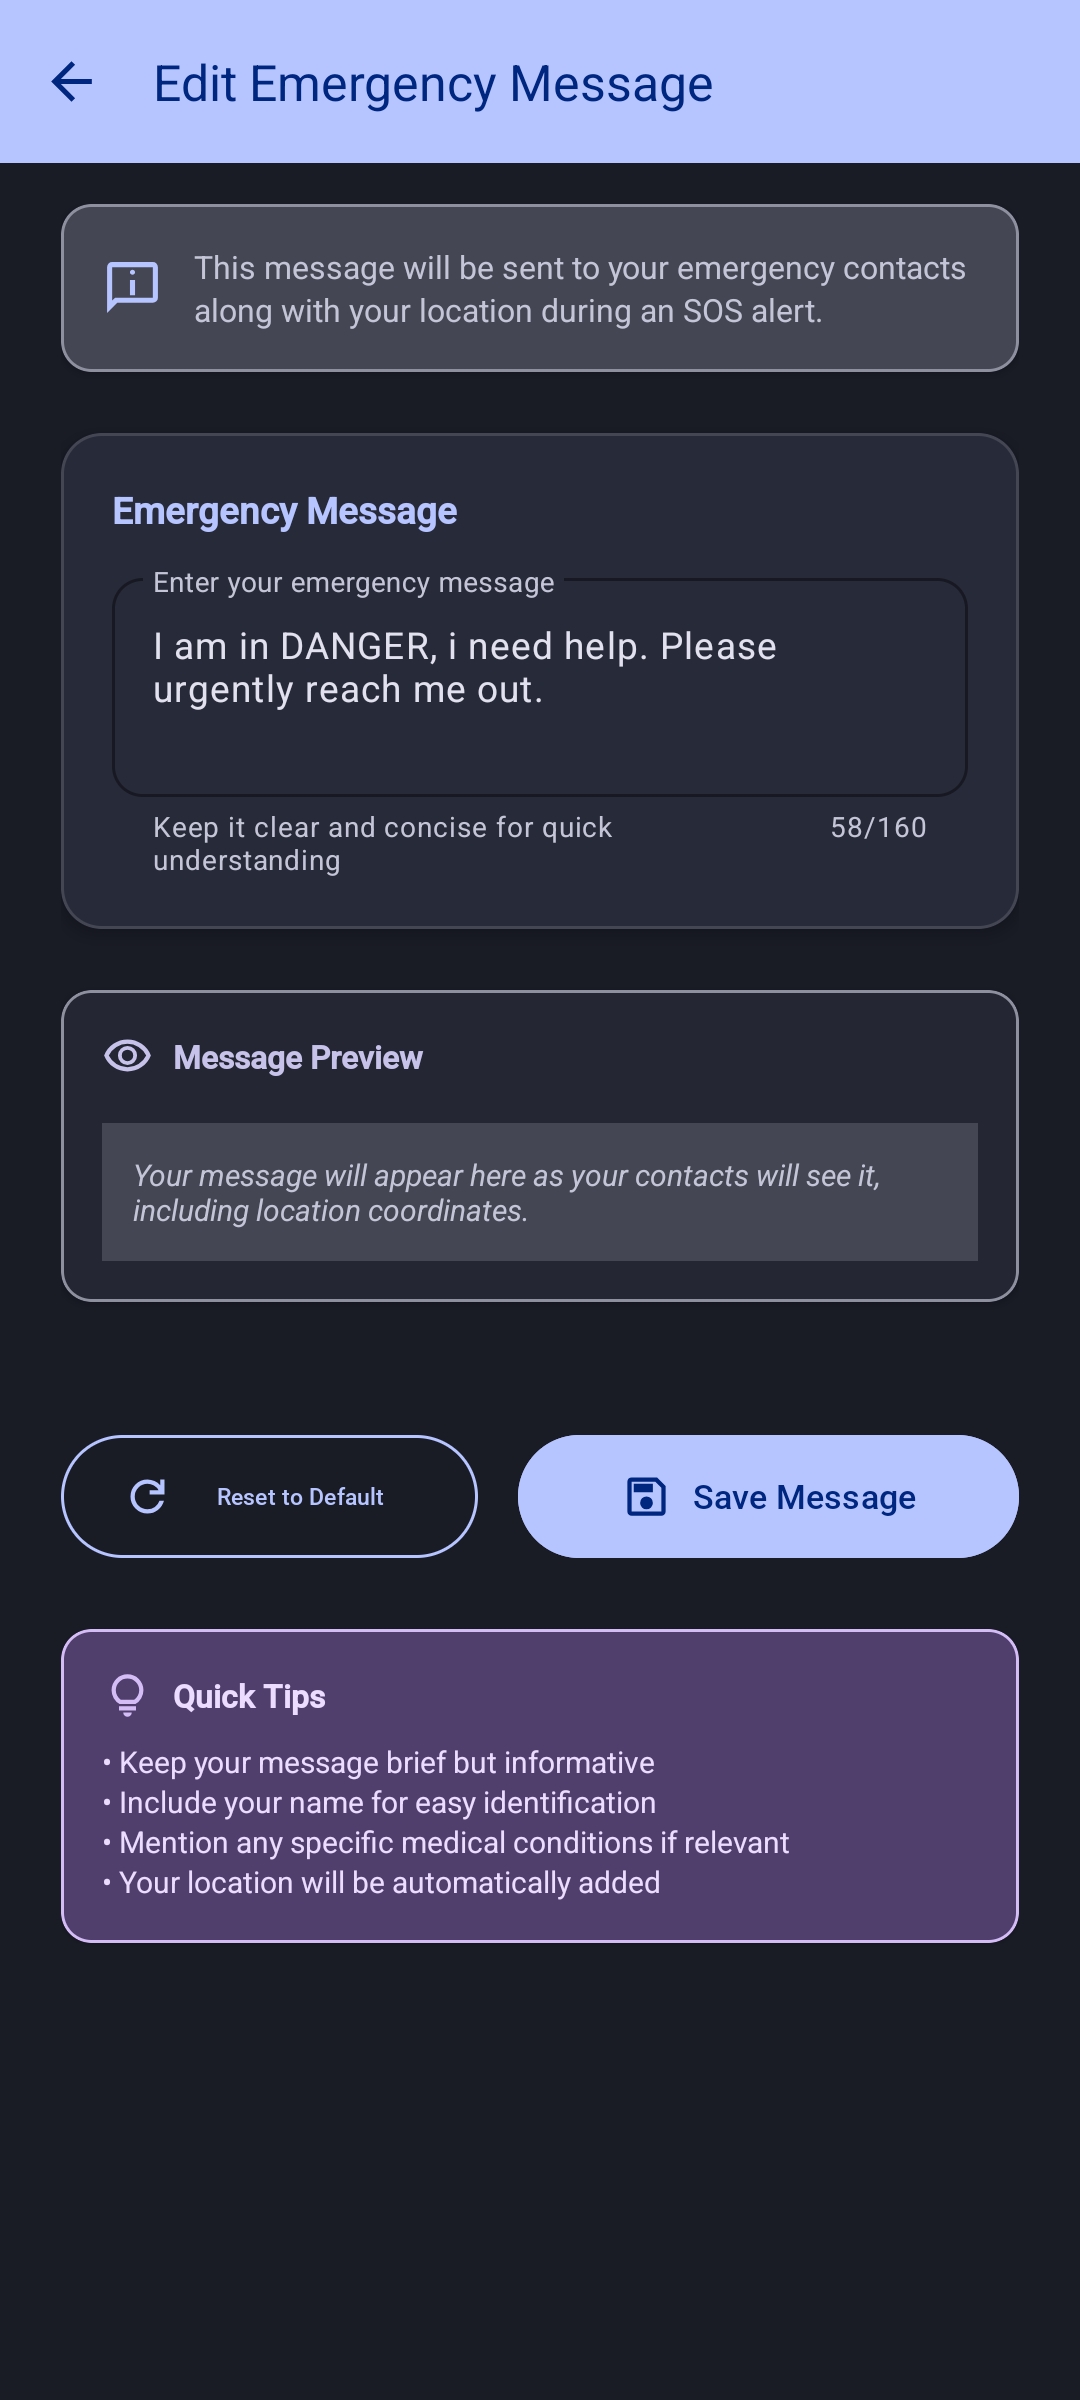 Edit Emergency Message
This message will be sent to your emergency contacts
along with your location during an SOS alert.
Emergency Message
Enter your emergency message
I am in DANGER, i need help. Please
urgently reach me out.
Keep it clear and concise for quick
understanding
58/160
Message Preview
Your message will appear here as your contacts will see it,
including location coordinates.
Reset to Default
Save Message
Quick Tips
• Keep your message brief but informative
• Include your name for easy identification
• Mention any specific medical conditions if relevant
• Your location will be automatically added